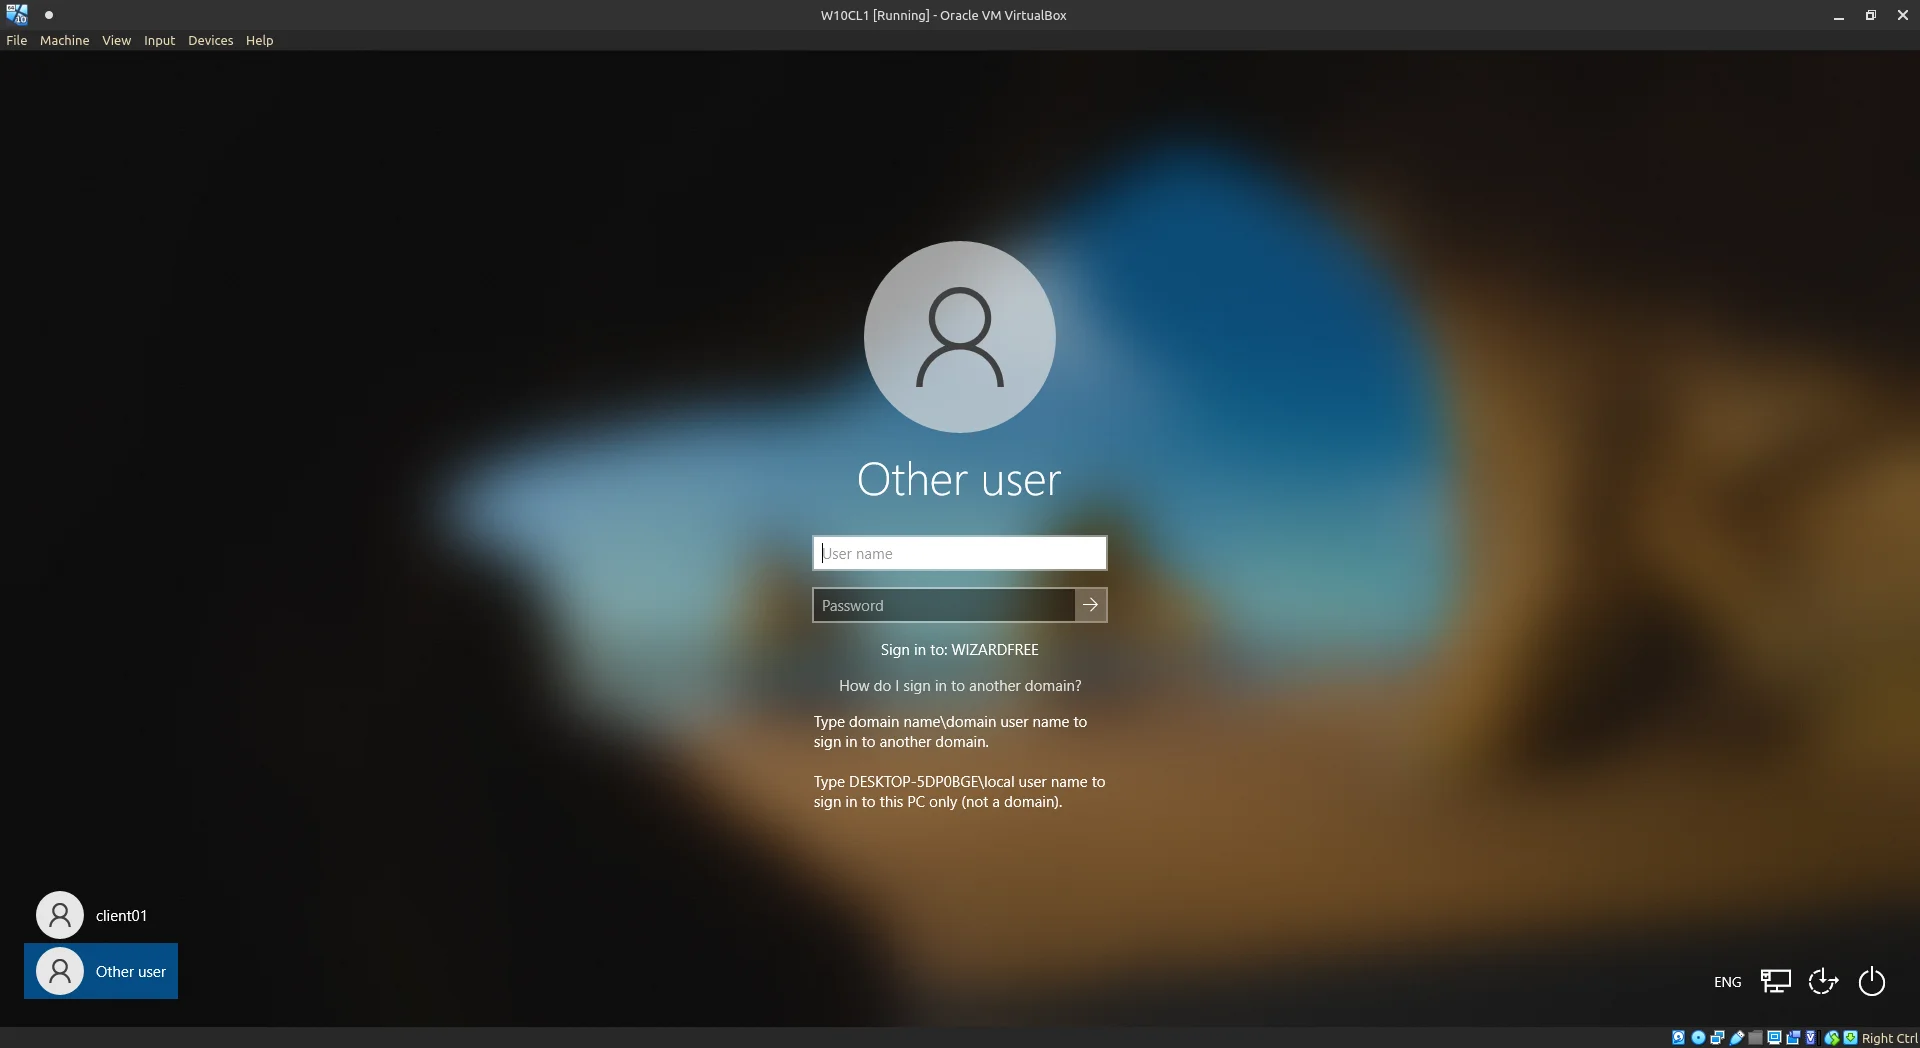 W10CL1 [Running] - Oracle VM VirtualBox
File Machine View Input Devices Help
Other user
User name
Password
Sign in to: WIZARDFREE
How do I sign in to another domain?
Type domain name\domain user name to
sign in to another domain.
Type DESKTOP-5DP0BGE\local user name to
sign in to this PC only (not a domain).
client01
Other user
ENG
Right Ctrl